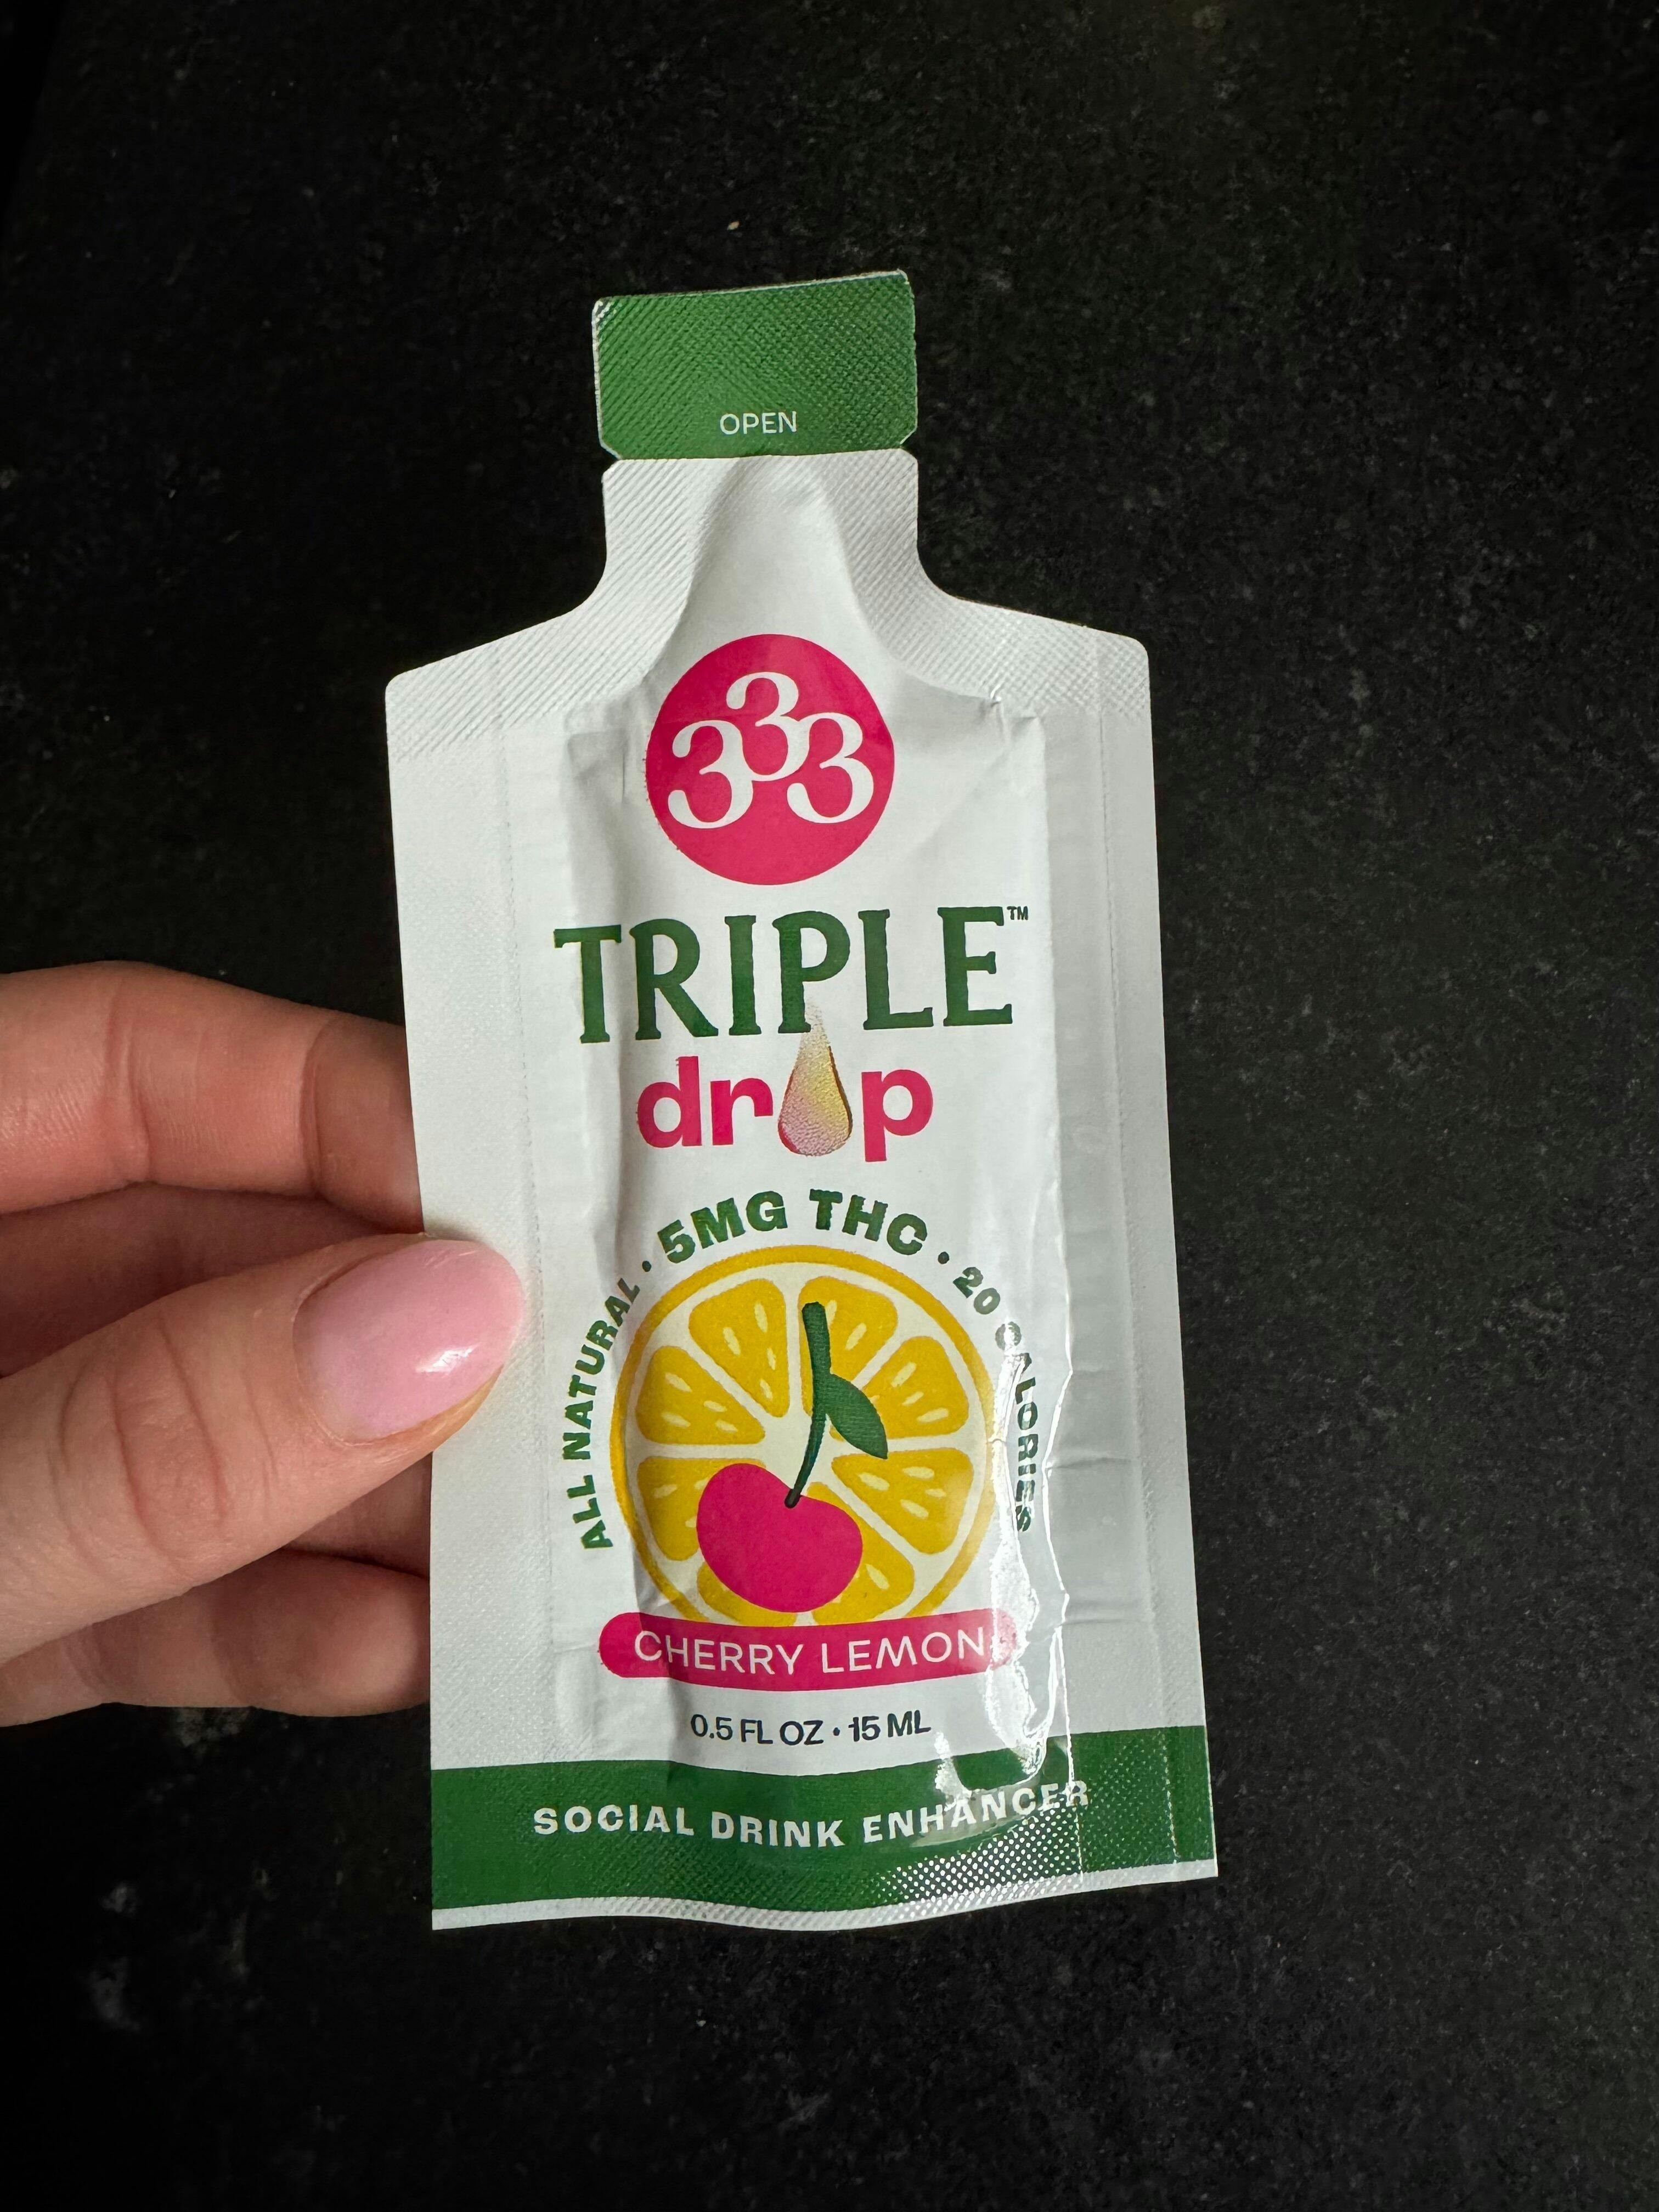 OPEN
333
TRIPLE™
drop
ALL NATURAL • 5MG THC • 20 CALORIES
CHERRY LEMON
0.5 FL OZ • 15 ML
SOCIAL DRINK ENHANCER